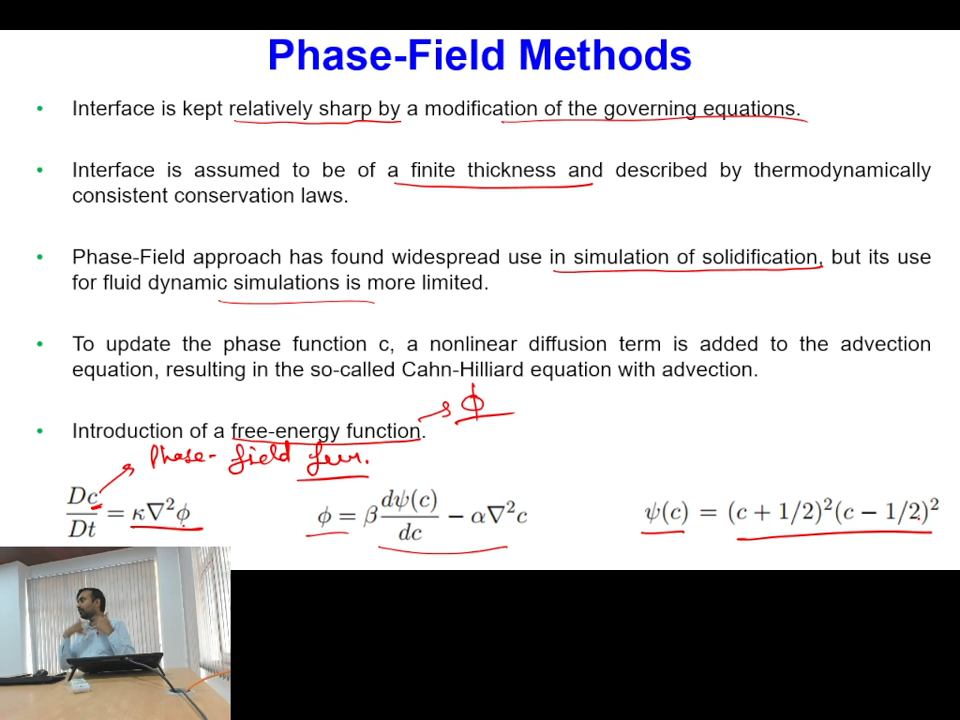 Phase-Field Methods
• Interface is kept relatively sharp by a modification of the governing equations.
• Interface is assumed to be of a finite thickness and described by thermodynamically
consistent conservation laws.
• Phase-Field approach has found widespread use in simulation of solidification, but its use
for fluid dynamic simulations is more limited.
• To update the phase function c, a nonlinear diffusion term is added to the advection
equation, resulting in the so-called Cahn-Hilliard equation with advection.
ϕ
• Introduction of a free-energy function.
Phase-field fun.
Dc/Dt = κ∇²ϕ
ϕ = β dψ(c)/dc − α∇²c
ψ(c) = (c + 1/2)²(c − 1/2)²